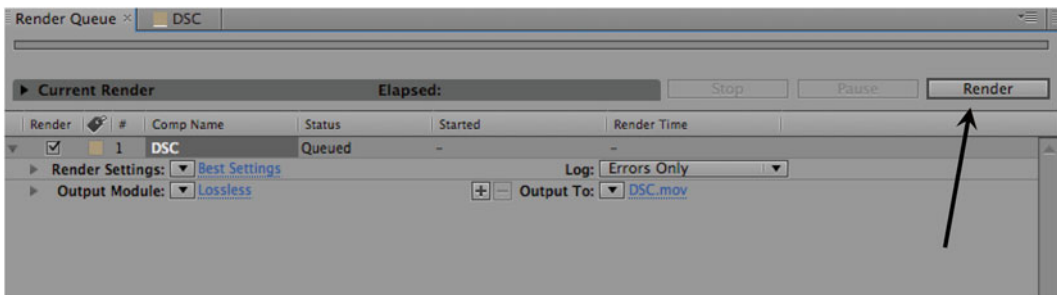 Render Queue × DSC
Current Render Elapsed: Stop Pause Render
Render # Comp Name Status Started Render Time
1 DSC Queued - -
Render Settings: Best Settings Log: Errors Only
Output Module: Lossless + - Output To: DSC.mov